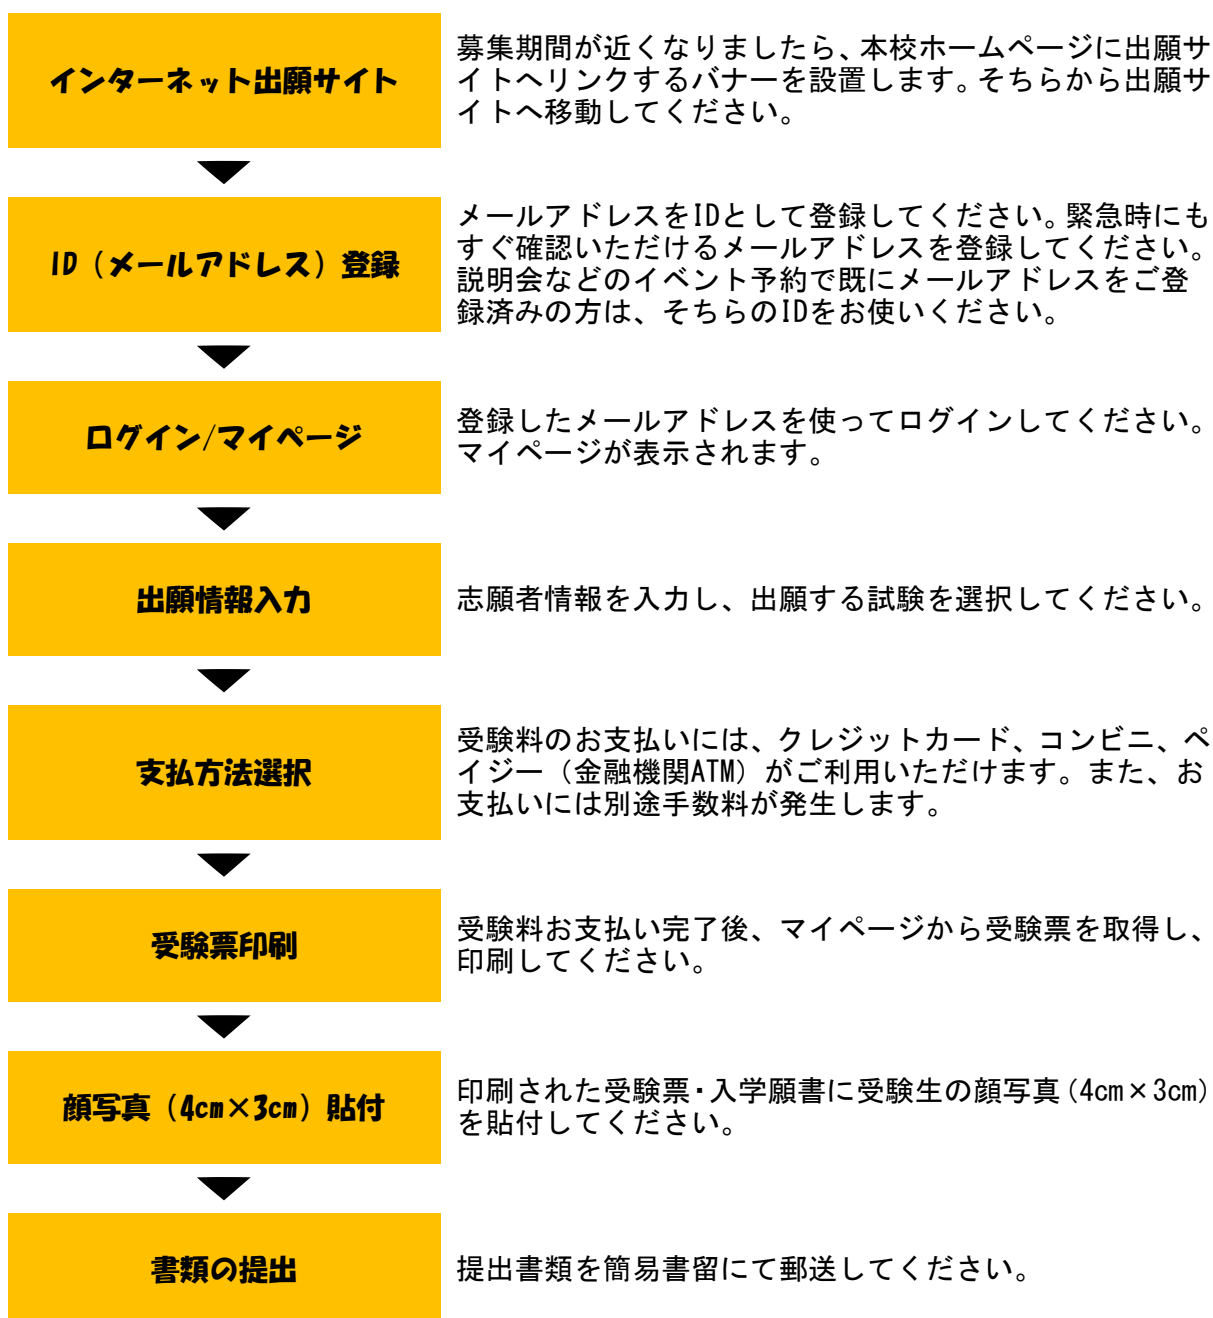 インターネット出願サイト
募集期間が近くなりましたら、本校ホームページに出願サ
イトへリンクするバナーを設置します。そちらから出願サ
イトへ移動してください。
ID（メールアドレス）登録
メールアドレスをIDとして登録してください。緊急時にも
すぐ確認いただけるメールアドレスを登録してください。
説明会などのイベント予約で既にメールアドレスをご登
録済みの方は、そちらのIDをお使いください。
ログイン/マイページ
登録したメールアドレスを使ってログインしてください。
マイページが表示されます。
出願情報入力
志願者情報を入力し、出願する試験を選択してください。
支払方法選択
受験料のお支払いには、クレジットカード、コンビニ、ペ
イジー（金融機関ATM）がご利用いただけます。また、お
支払いには別途手数料が発生します。
受験票印刷
受験料お支払い完了後、マイページから受験票を取得し、
印刷してください。
顔写真（4cm×3cm）貼付
印刷された受験票・入学願書に受験生の顔写真（4cm×3cm）
を貼付してください。
書類の提出
提出書類を簡易書留にて郵送してください。